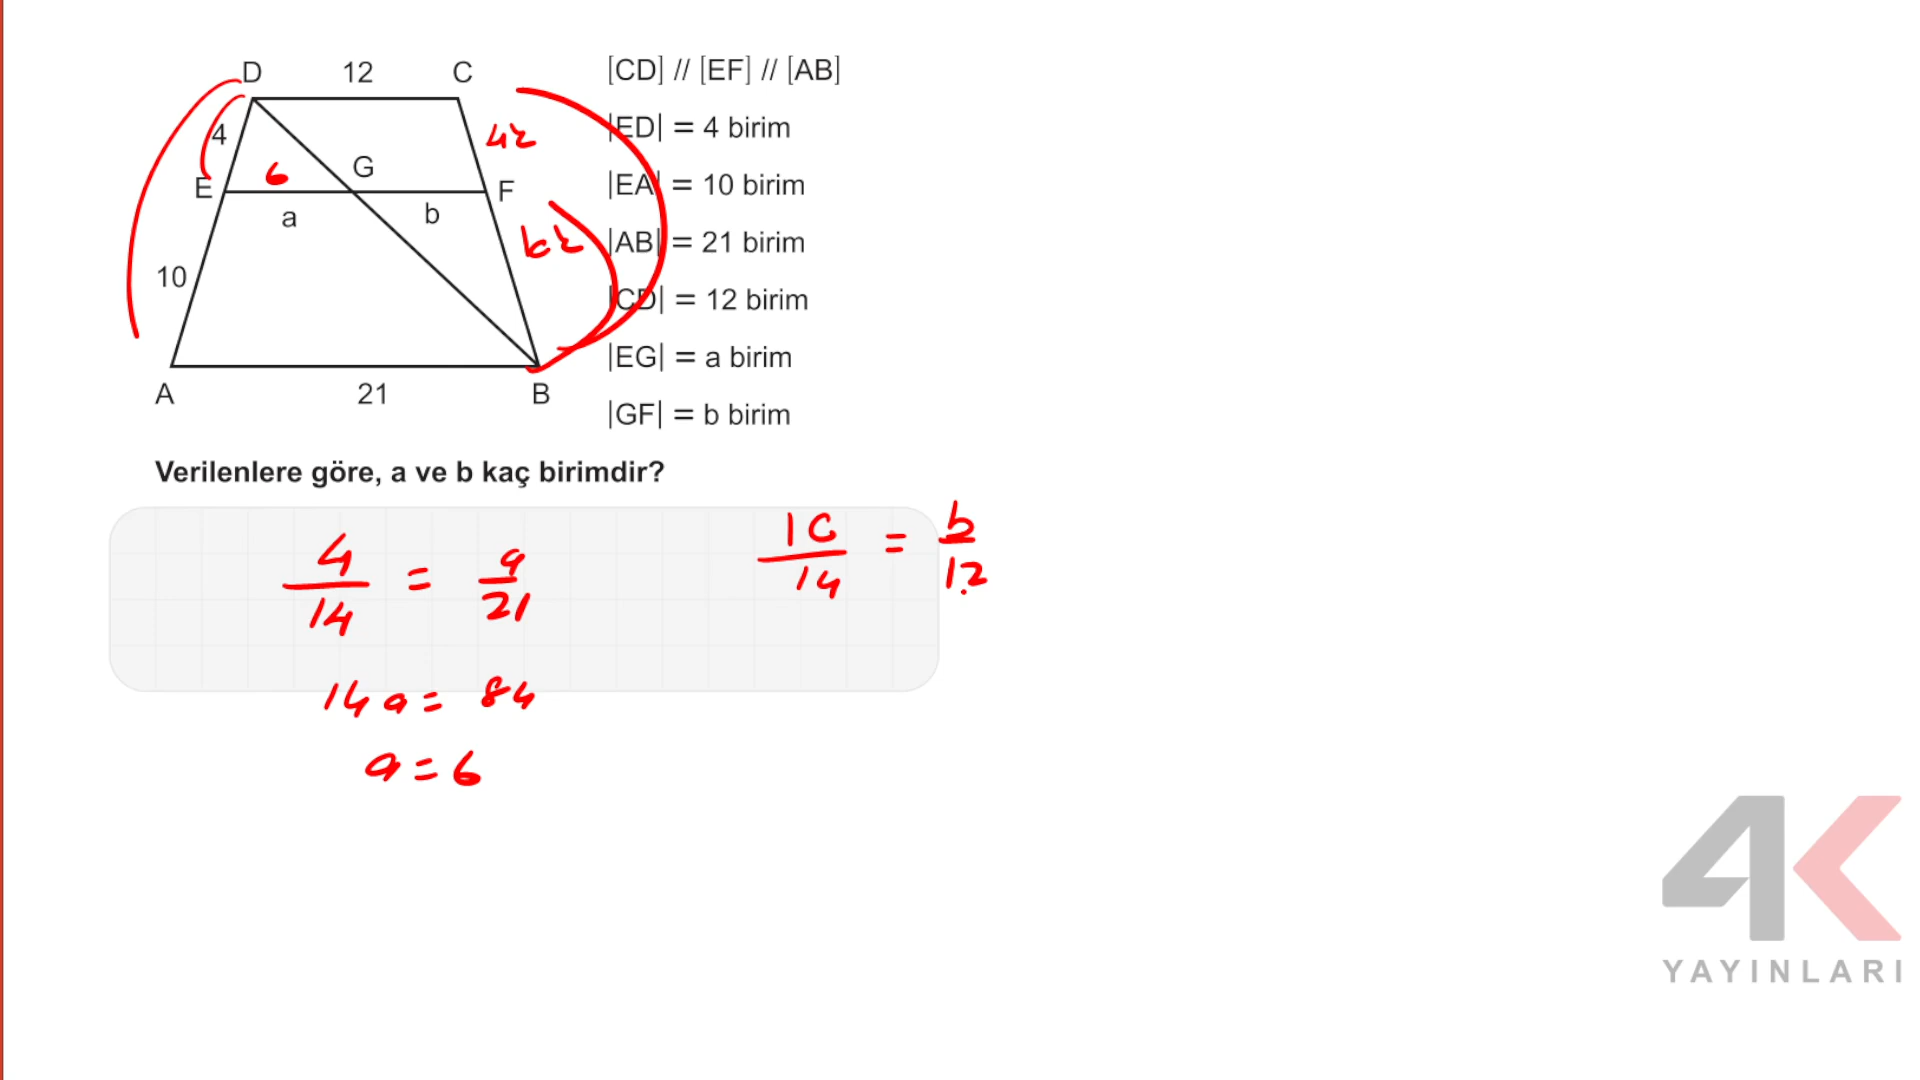 D 12 C
4
4k
6
G
E
F
a
b
bk
10
A 21 B
[CD] // [EF] // [AB]
|ED| = 4 birim
|EA| = 10 birim
|AB| = 21 birim
|CD| = 12 birim
|EG| = a birim
|GF| = b birim
Verilenlere göre, a ve b kaç birimdir?
4/14 = a/21
14a = 84
a = 6
10/14 = b/12
4K
YAYINLARI